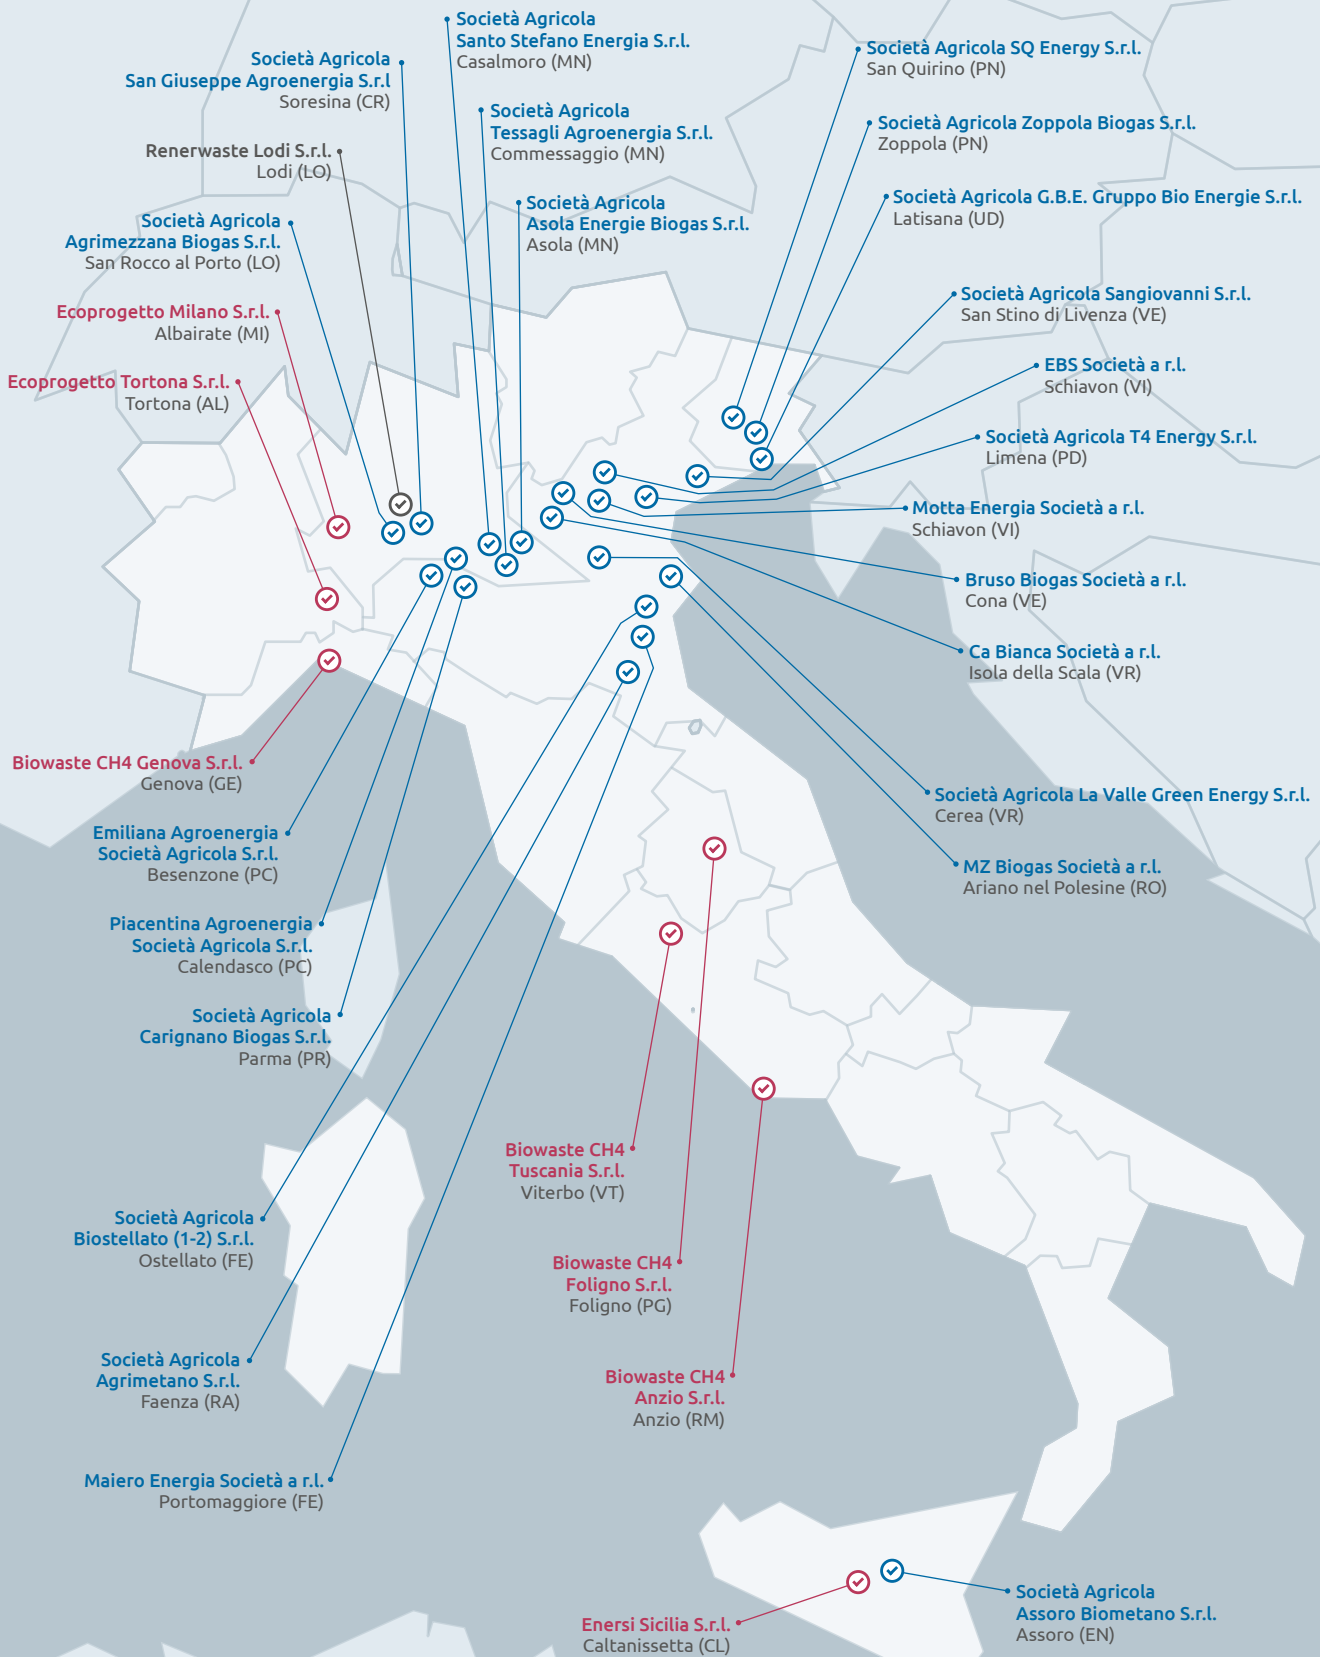 Società Agricola
Santo Stefano Energia S.r.l.
Casalmoro (MN)
Società Agricola SQ Energy S.r.l.
San Quirino (PN)
Società Agricola
San Giuseppe Agroenergia S.r.l
Soresina (CR)
Società Agricola
Tessagli Agroenergia S.r.l.
Commessaggio (MN)
Società Agricola Zoppola Biogas S.r.l.
Zoppola (PN)
Renerwaste Lodi S.r.l.
Lodi (LO)
Società Agricola
Asola Energie Biogas S.r.l.
Asola (MN)
Società Agricola G.B.E. Gruppo Bio Energie S.r.l.
Latisana (UD)
Società Agricola
Agrimezzana Biogas S.r.l.
San Rocco al Porto (LO)
Società Agricola Sangiovanni S.r.l.
San Stino di Livenza (VE)
Ecoprogetto Milano S.r.l.
Albairate (MI)
EBS Società a r.l.
Schiavon (VI)
Ecoprogetto Tortona S.r.l.
Tortona (AL)
Società Agricola T4 Energy S.r.l.
Limena (PD)
Motta Energia Società a r.l.
Schiavon (VI)
Bruso Biogas Società a r.l.
Cona (VE)
Ca Bianca Società a r.l.
Isola della Scala (VR)
Biowaste CH4 Genova S.r.l.
Genova (GE)
Società Agricola La Valle Green Energy S.r.l.
Cerea (VR)
Emiliana Agroenergia
Società Agricola S.r.l.
Besenzone (PC)
MZ Biogas Società a r.l.
Ariano nel Polesine (RO)
Piacentina Agroenergia
Società Agricola S.r.l.
Calendasco (PC)
Società Agricola
Carignano Biogas S.r.l.
Parma (PR)
Biowaste CH4
Tuscania S.r.l.
Viterbo (VT)
Società Agricola
Biostellato (1-2) S.r.l.
Ostellato (FE)
Biowaste CH4
Foligno S.r.l.
Foligno (PG)
Società Agricola
Agrimetano S.r.l.
Faenza (RA)
Biowaste CH4
Anzio S.r.l.
Anzio (RM)
Maiero Energia Società a r.l.
Portomaggiore (FE)
Società Agricola
Assoro Biometano S.r.l.
Assoro (EN)
Enersi Sicilia S.r.l.
Caltanissetta (CL)